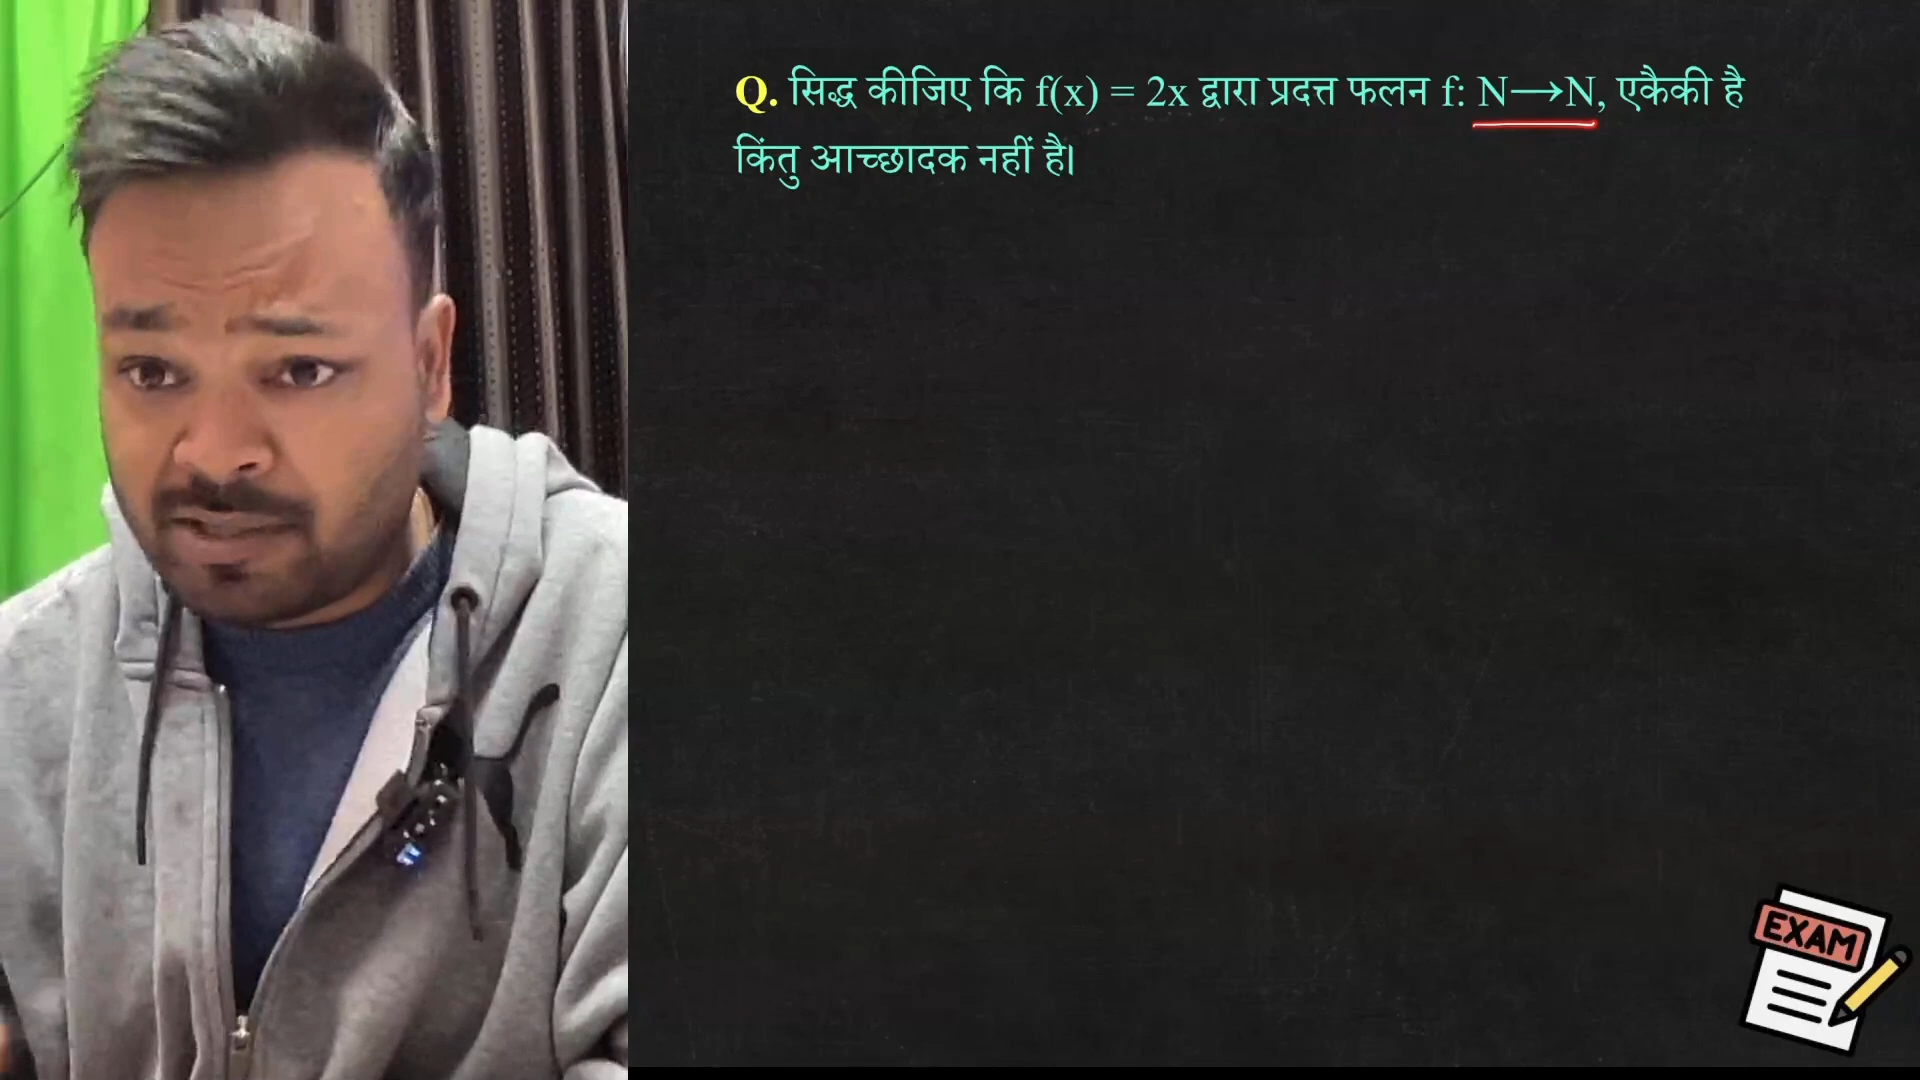 Q. सिद्ध कीजिए कि f(x) = 2x द्वारा प्रदत्त फलन f: N⟶N, एकैकी है
किंतु आच्छादक नहीं है।
EXAM